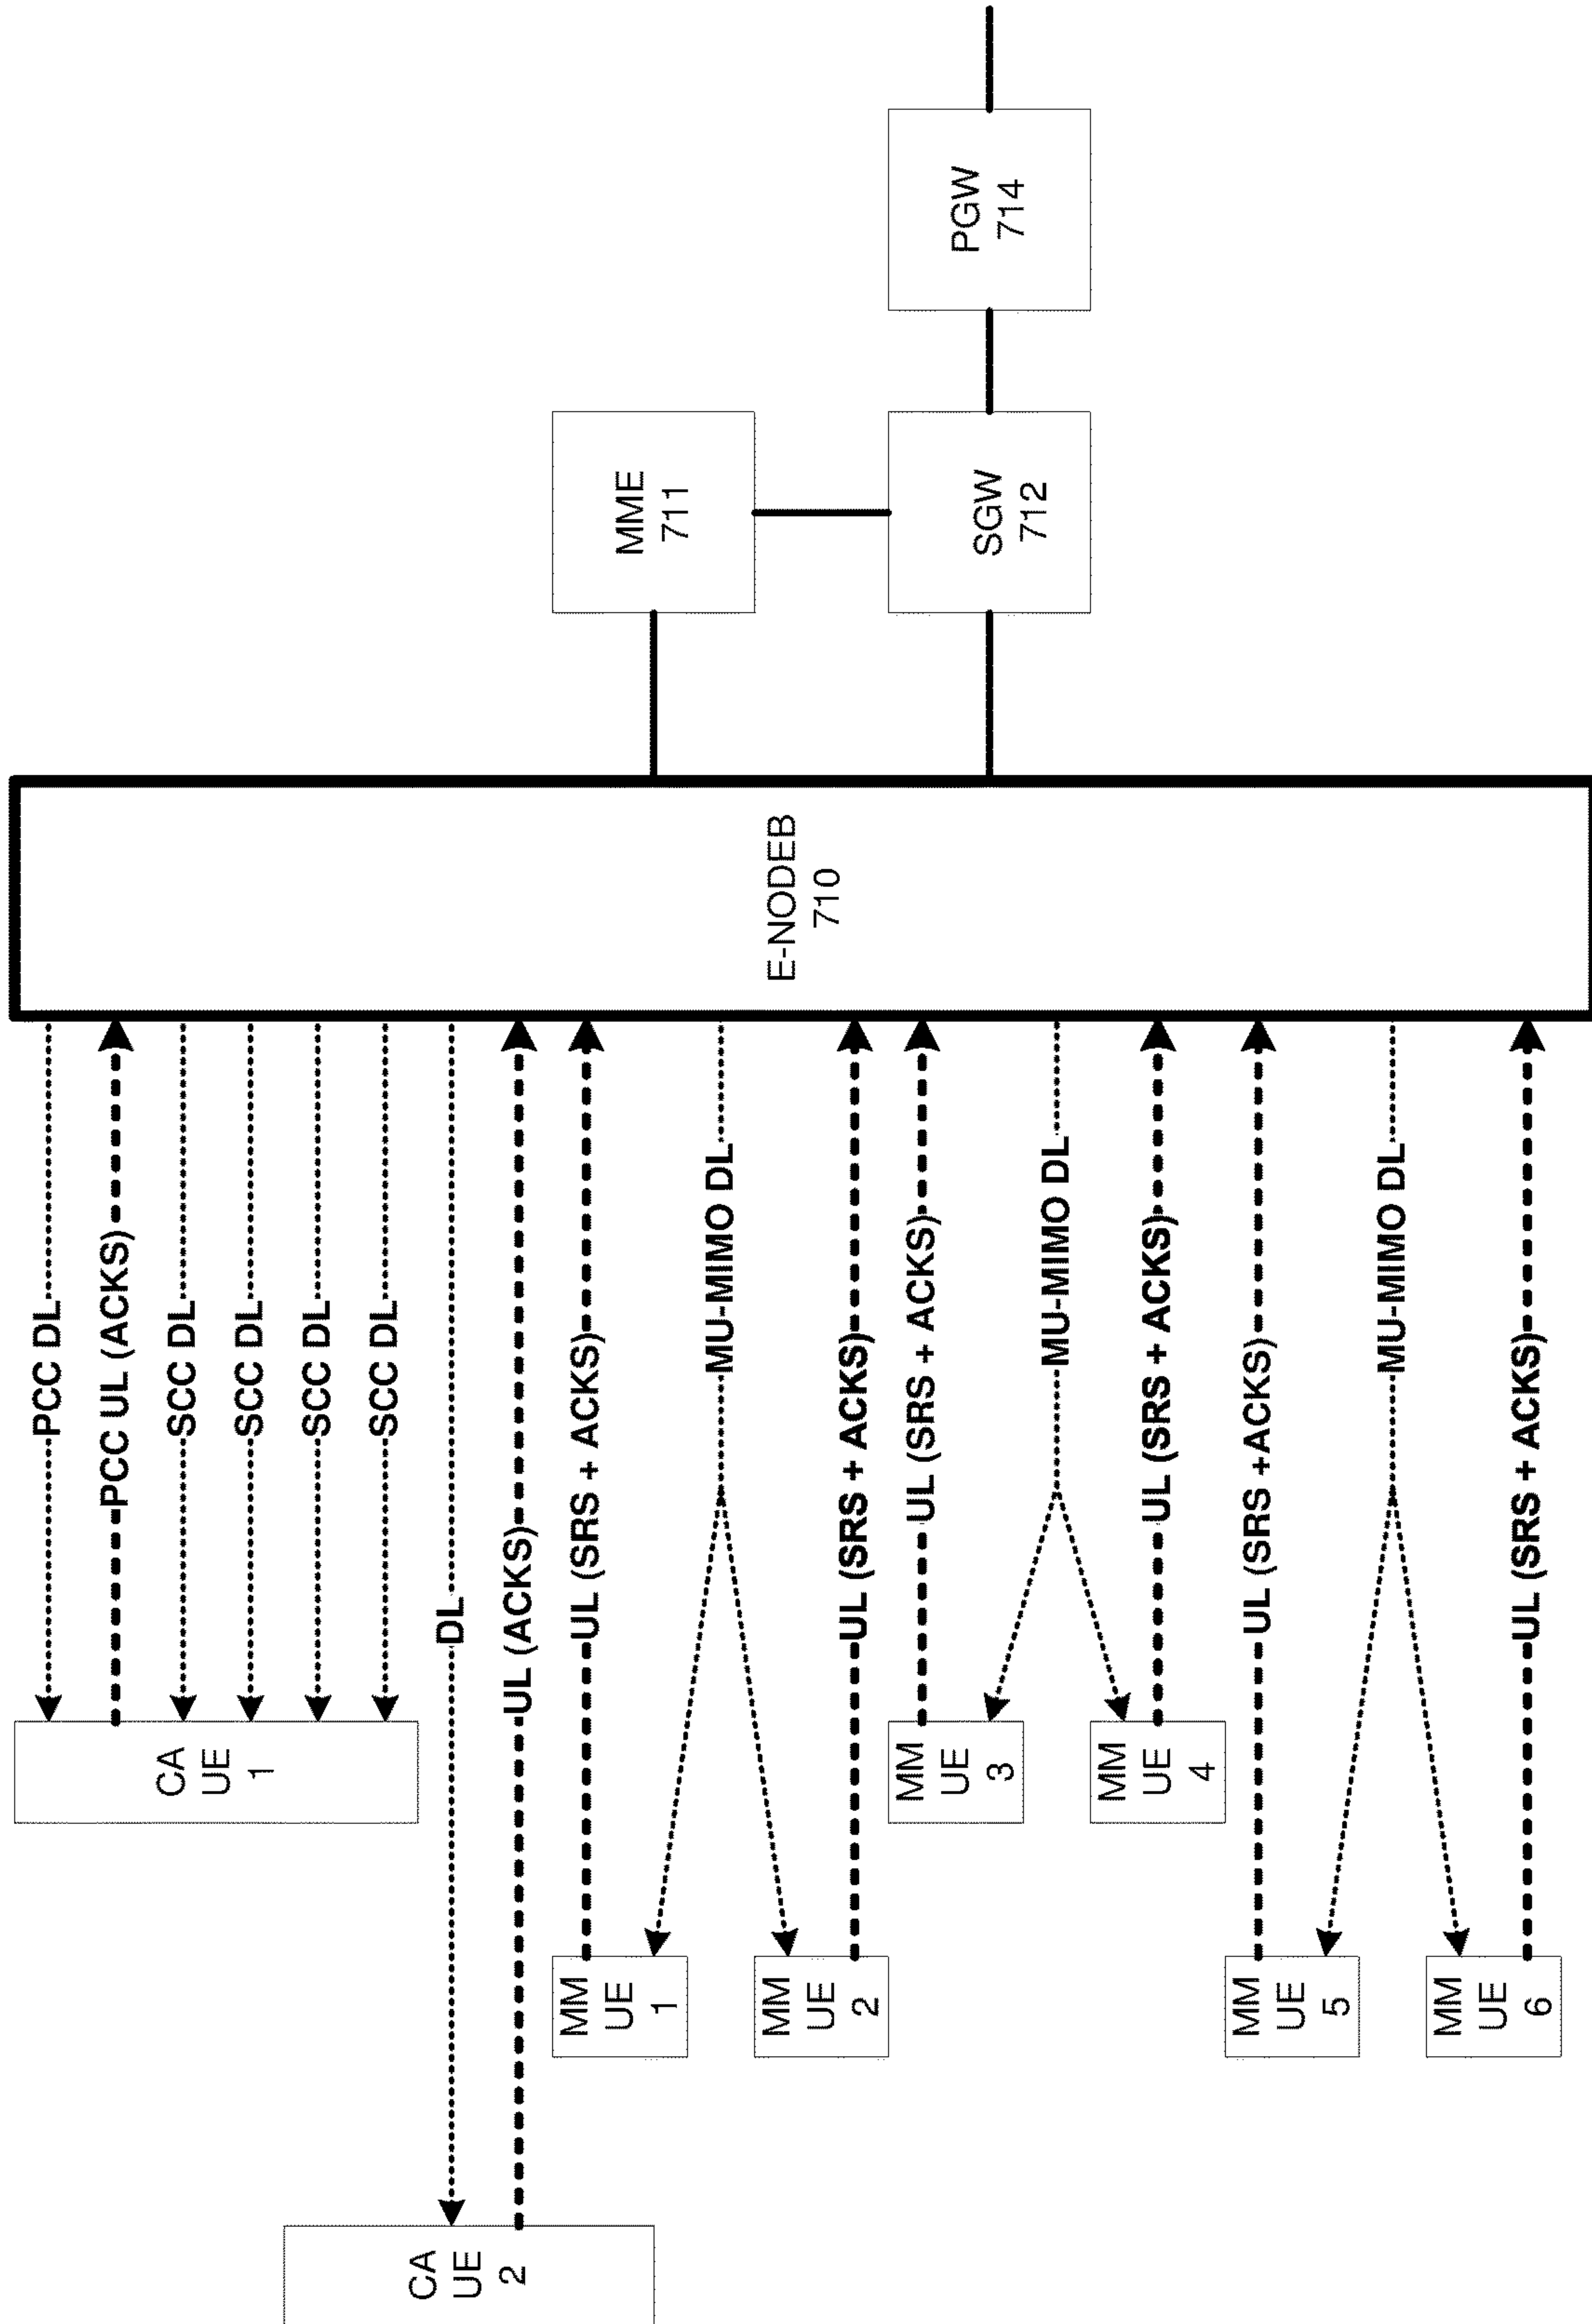 PCC DL
PCC UL (ACKS)
SCC DL
SCC DL
SCC DL
SCC DL
CA
UE
1
DL
UL (ACKS)
CA
UE
2
UL (SRS + ACKS)
MM
UE
1
MU-MIMO DL
MM
UE
2
UL (SRS + ACKS)
UL (SRS + ACKS)
MM
UE
3
MU-MIMO DL
MM
UE
4
UL (SRS + ACKS)
UL (SRS +ACKS)
MM
UE
5
MU-MIMO DL
MM
UE
6
UL (SRS + ACKS)
E-NODEB
710
MME
711
SGW
712
PGW
714